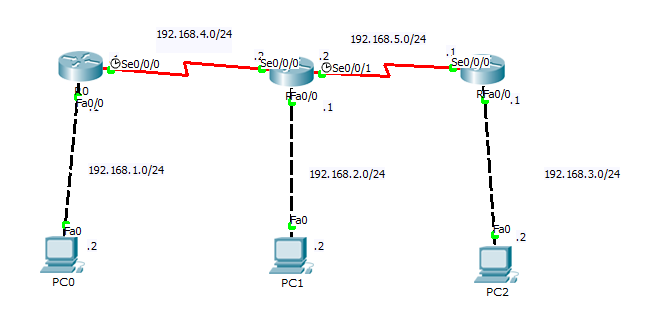 192.168.4.0/24
192.168.5.0/24
.2
.2
.1
Se0/0/0
Se0/0/0
Se0/0/1
Se0/0/0
R0
Fa0/0
.1
Fa0/0
.1
Fa0/0
.1
192.168.1.0/24
192.168.2.0/24
192.168.3.0/24
Fa0
.2
Fa0
.2
Fa0
.2
PC0
PC1
PC2